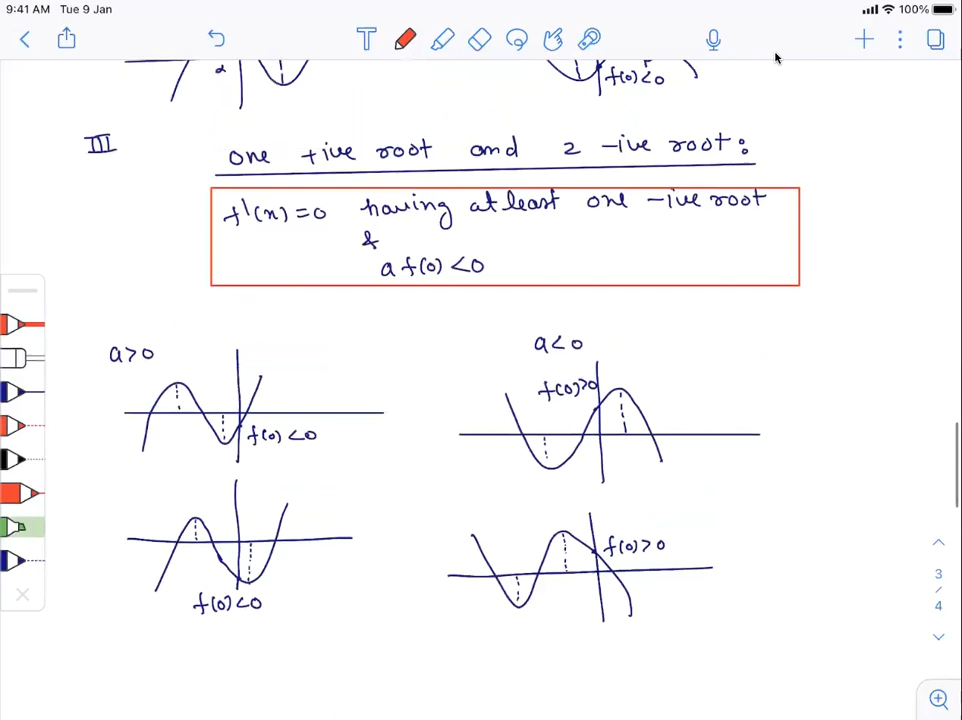 9:41 AM Tue 9 Jan
100%
T
f(0)<0
III
one +ive root and 2 -ive root:
f'(x)=0 having atleast one -ive root
&
a f(0) <0
a>0
a<0
f(0)>0
f(0) <0
f(0)>0
f(0)<0
3
/
4